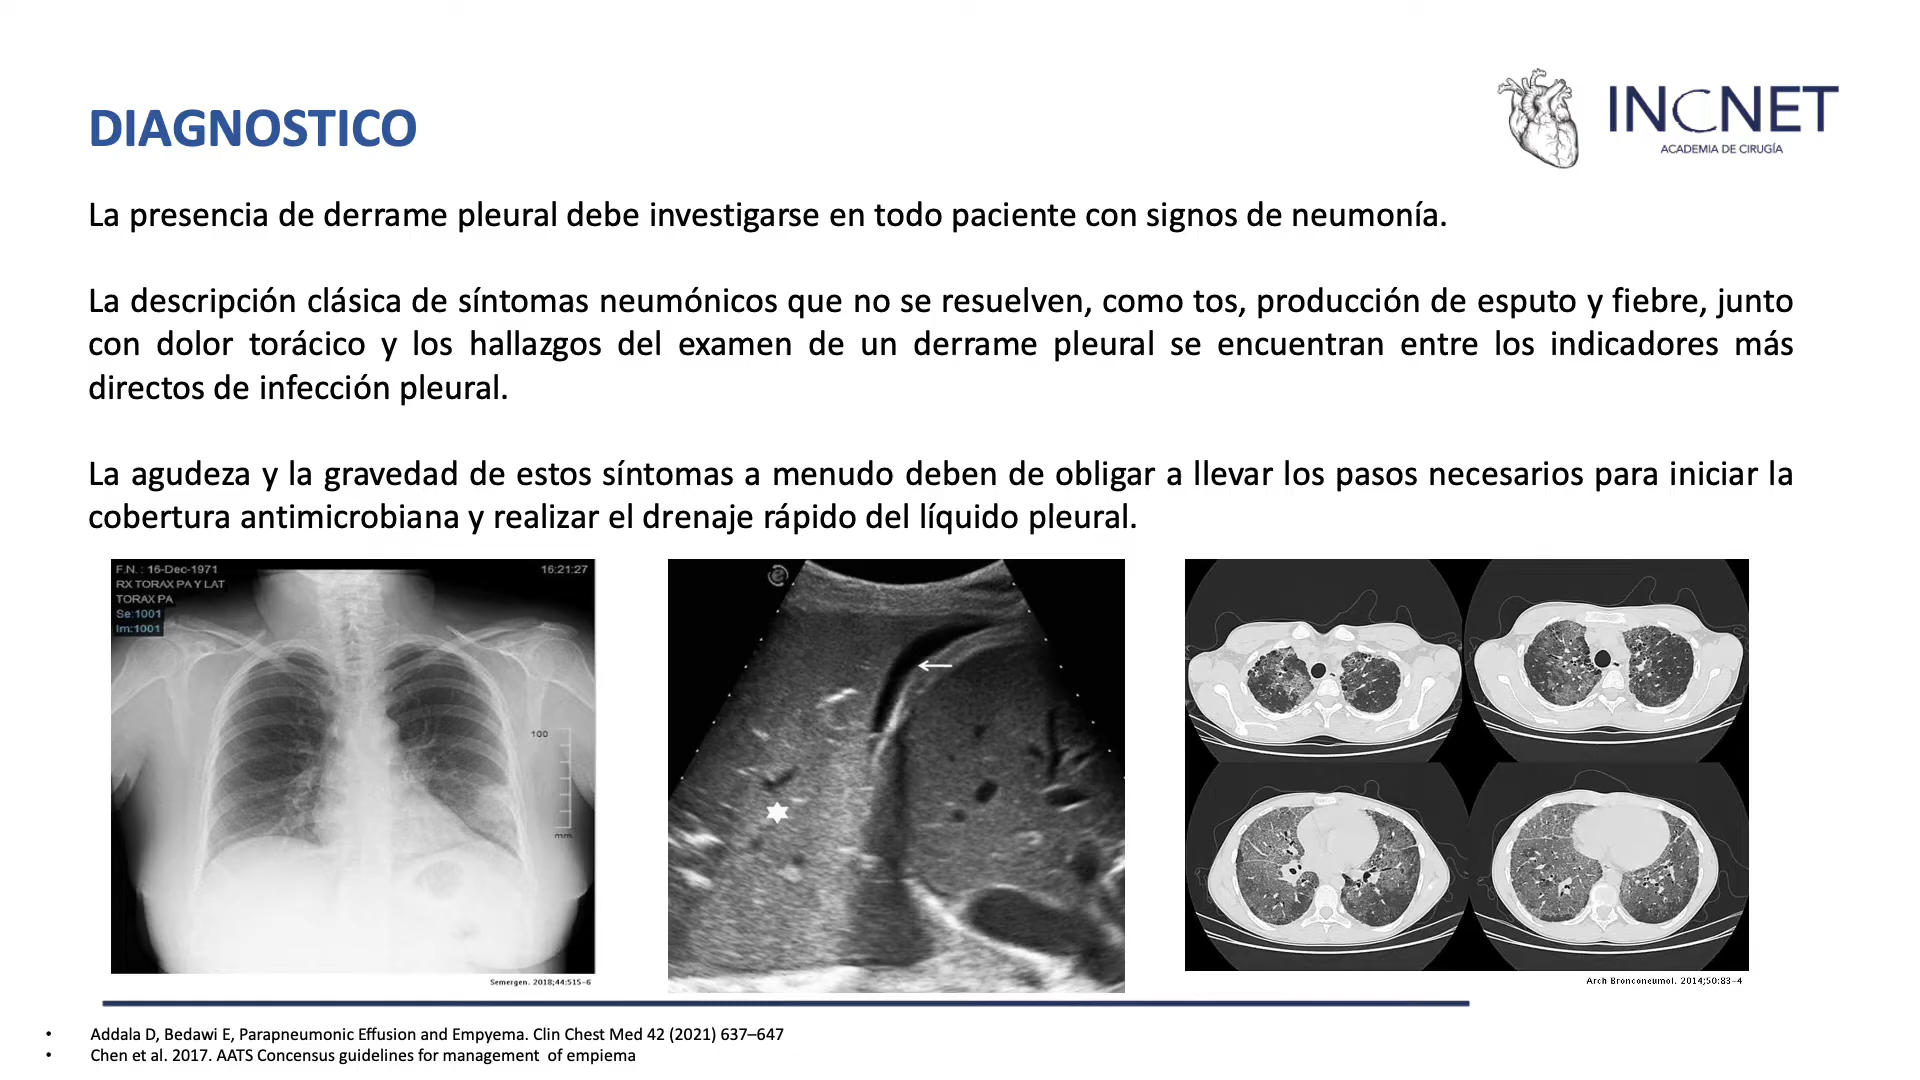 DIAGNOSTICO
INCNET
ACADEMIA DE CIRUGÍA
La presencia de derrame pleural debe investigarse en todo paciente con signos de neumonía.
La descripción clásica de síntomas neumónicos que no se resuelven, como tos, producción de esputo y fiebre, junto
con dolor torácico y los hallazgos del examen de un derrame pleural se encuentran entre los indicadores más
directos de infección pleural.
La agudeza y la gravedad de estos síntomas a menudo deben de obligar a llevar los pasos necesarios para iniciar la
cobertura antimicrobiana y realizar el drenaje rápido del líquido pleural.
F.N. : 16-Dec-1971
16:21:27
RX TORAX PA Y LAT
TORAX PA
Se:1001
Im:1001
100
mm
Semergen. 2018;44:515-6
Arch Bronconeumol. 2014;50:83-4
• Addala D, Bedawi E, Parapneumonic Effusion and Empyema. Clin Chest Med 42 (2021) 637–647
• Chen et al. 2017. AATS Concensus guidelines for management of empiema